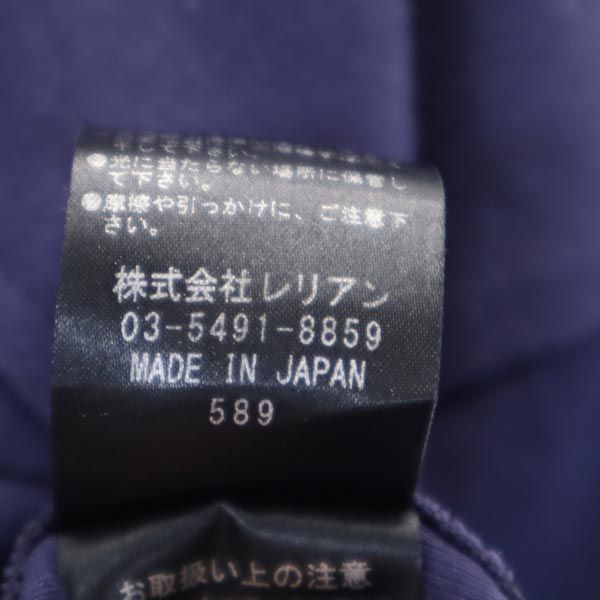 ●光に当たらない場所に保管し
て下さい。
●摩擦や引っかけに、ご注意下
さい。
株式会社レリアン
03-5491-8859
MADE IN JAPAN
589
お取扱い上の注意